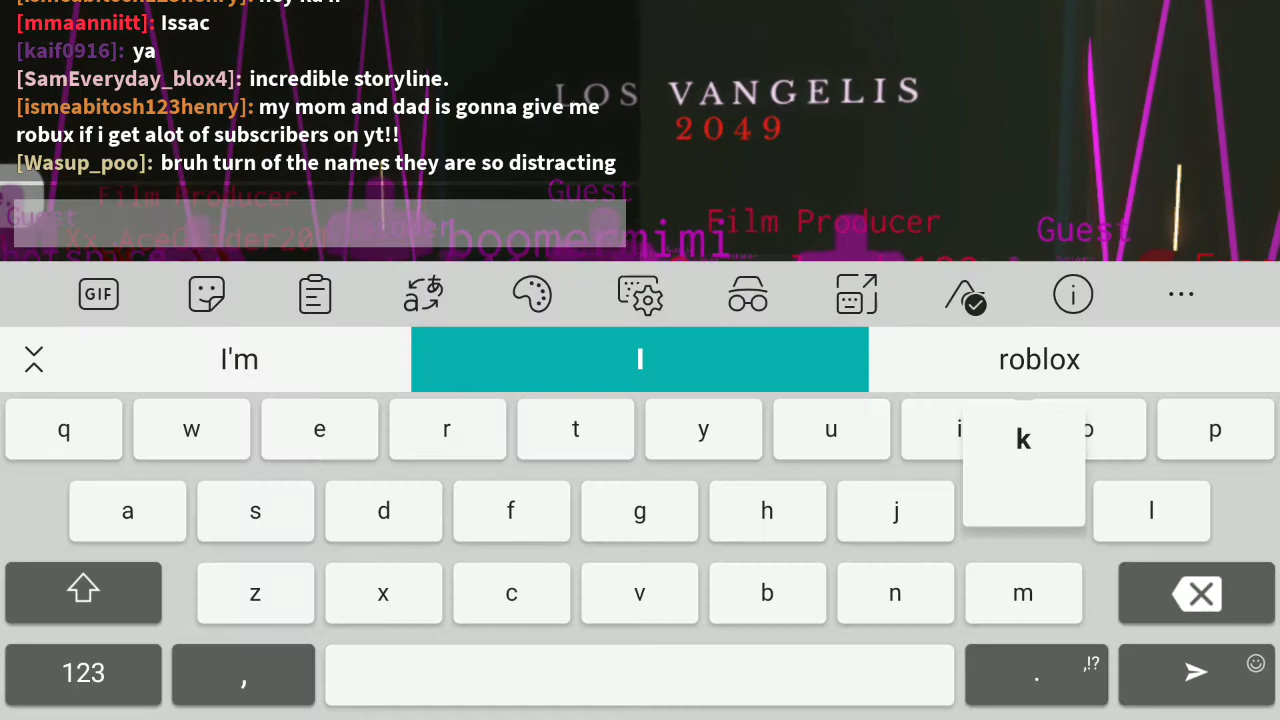 [mmaanniitt]: Issac
[kaif0916]: ya
[SamEveryday_blox4]: incredible storyline.
[ismeabitosh123henry]: my mom and dad is gonna give me
robux if i get alot of subscribers on yt!!
[Wasup_poo]: bruh turn of the names they are so distracting
LOS VANGELIS
2049
Film Producer
Guest
Film Producer
Guest
Guest
boomermimi
GIF
I'm
I
roblox
q w e r t y u i o p
k
a s d f g h j l
z x c v b n m
123 , . ,!?